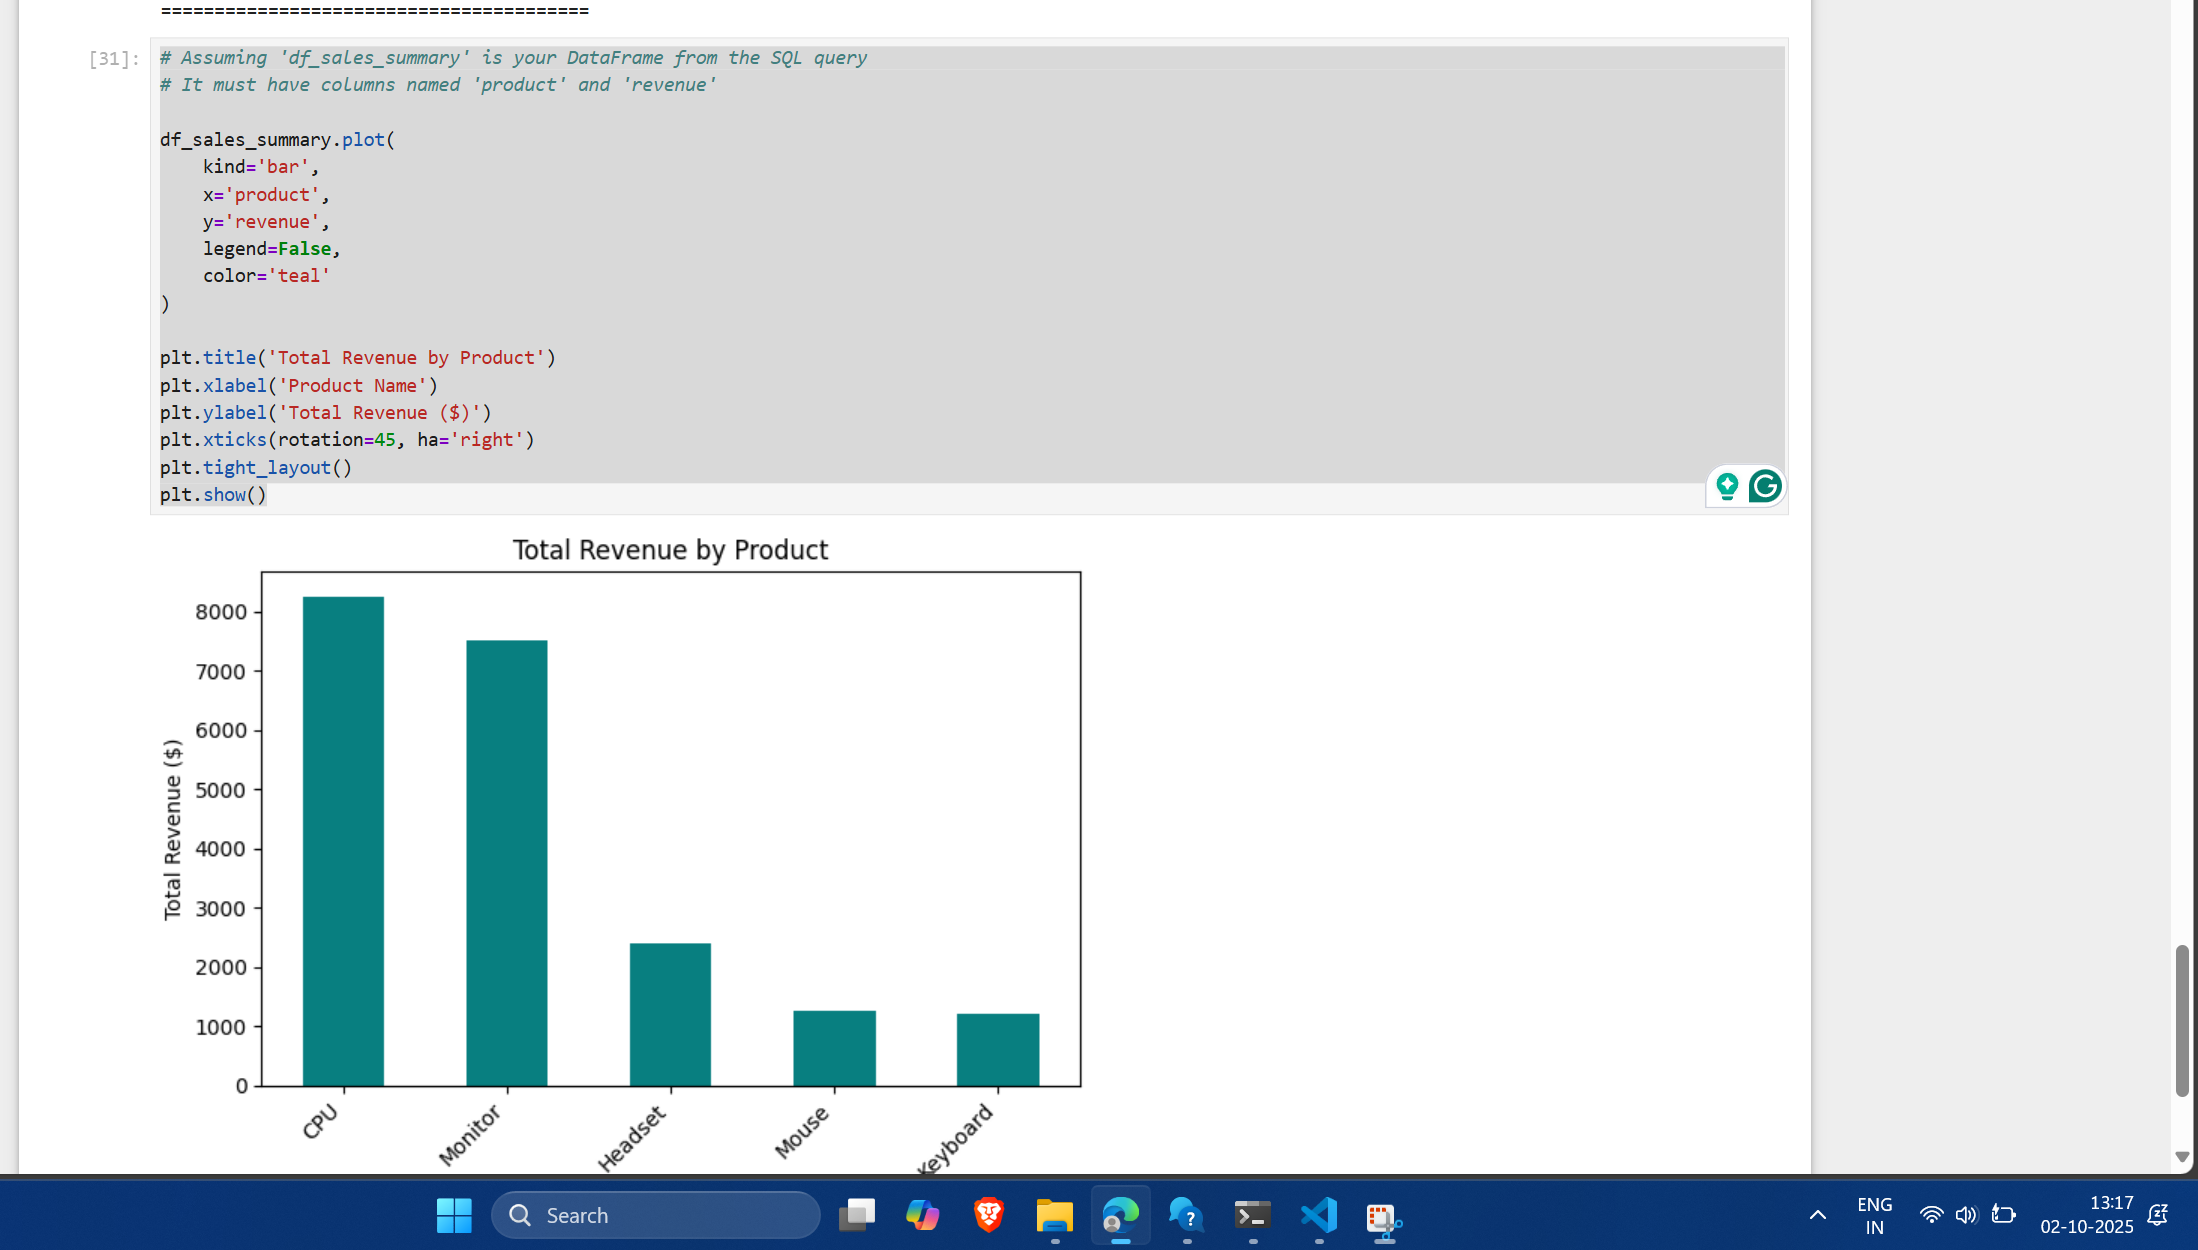 ========================================
[31]:
# Assuming 'df_sales_summary' is your DataFrame from the SQL query
# It must have columns named 'product' and 'revenue'
df_sales_summary.plot(
    kind='bar',
    x='product',
    y='revenue',
    legend=False,
    color='teal'
)
plt.title('Total Revenue by Product')
plt.xlabel('Product Name')
plt.ylabel('Total Revenue ($)')
plt.xticks(rotation=45, ha='right')
plt.tight_layout()
plt.show()
Total Revenue by Product
Total Revenue ($)
8000
7000
6000
5000
4000
3000
2000
1000
0
CPU
Monitor
Headset
Mouse
Keyboard
Search
ENG
IN
13:17
02-10-2025